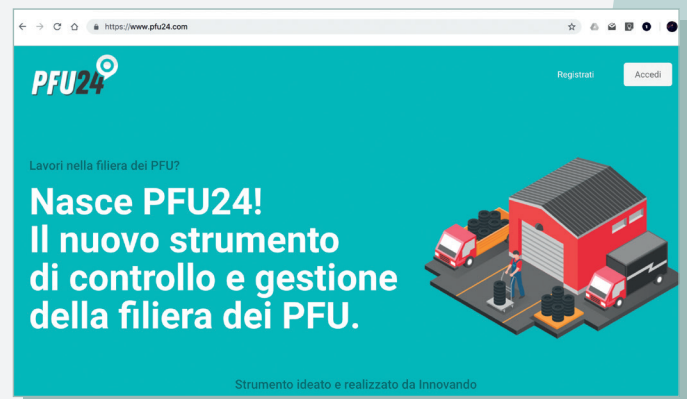 https://www.pfu24.com
PFU24
Registrati
Accedi
Lavori nella filiera dei PFU?
Nasce PFU24!
Il nuovo strumento
di controllo e gestione
della filiera dei PFU.
Strumento ideato e realizzato da Innovando